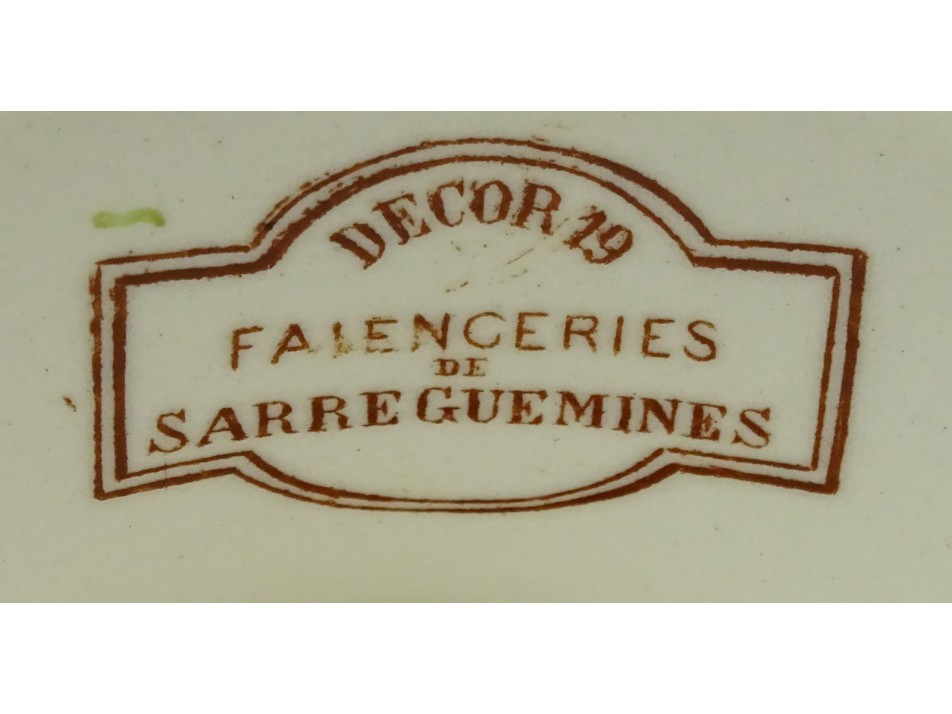 DECOR 19
FAIENCERIES
DE
SARREGUEMINES